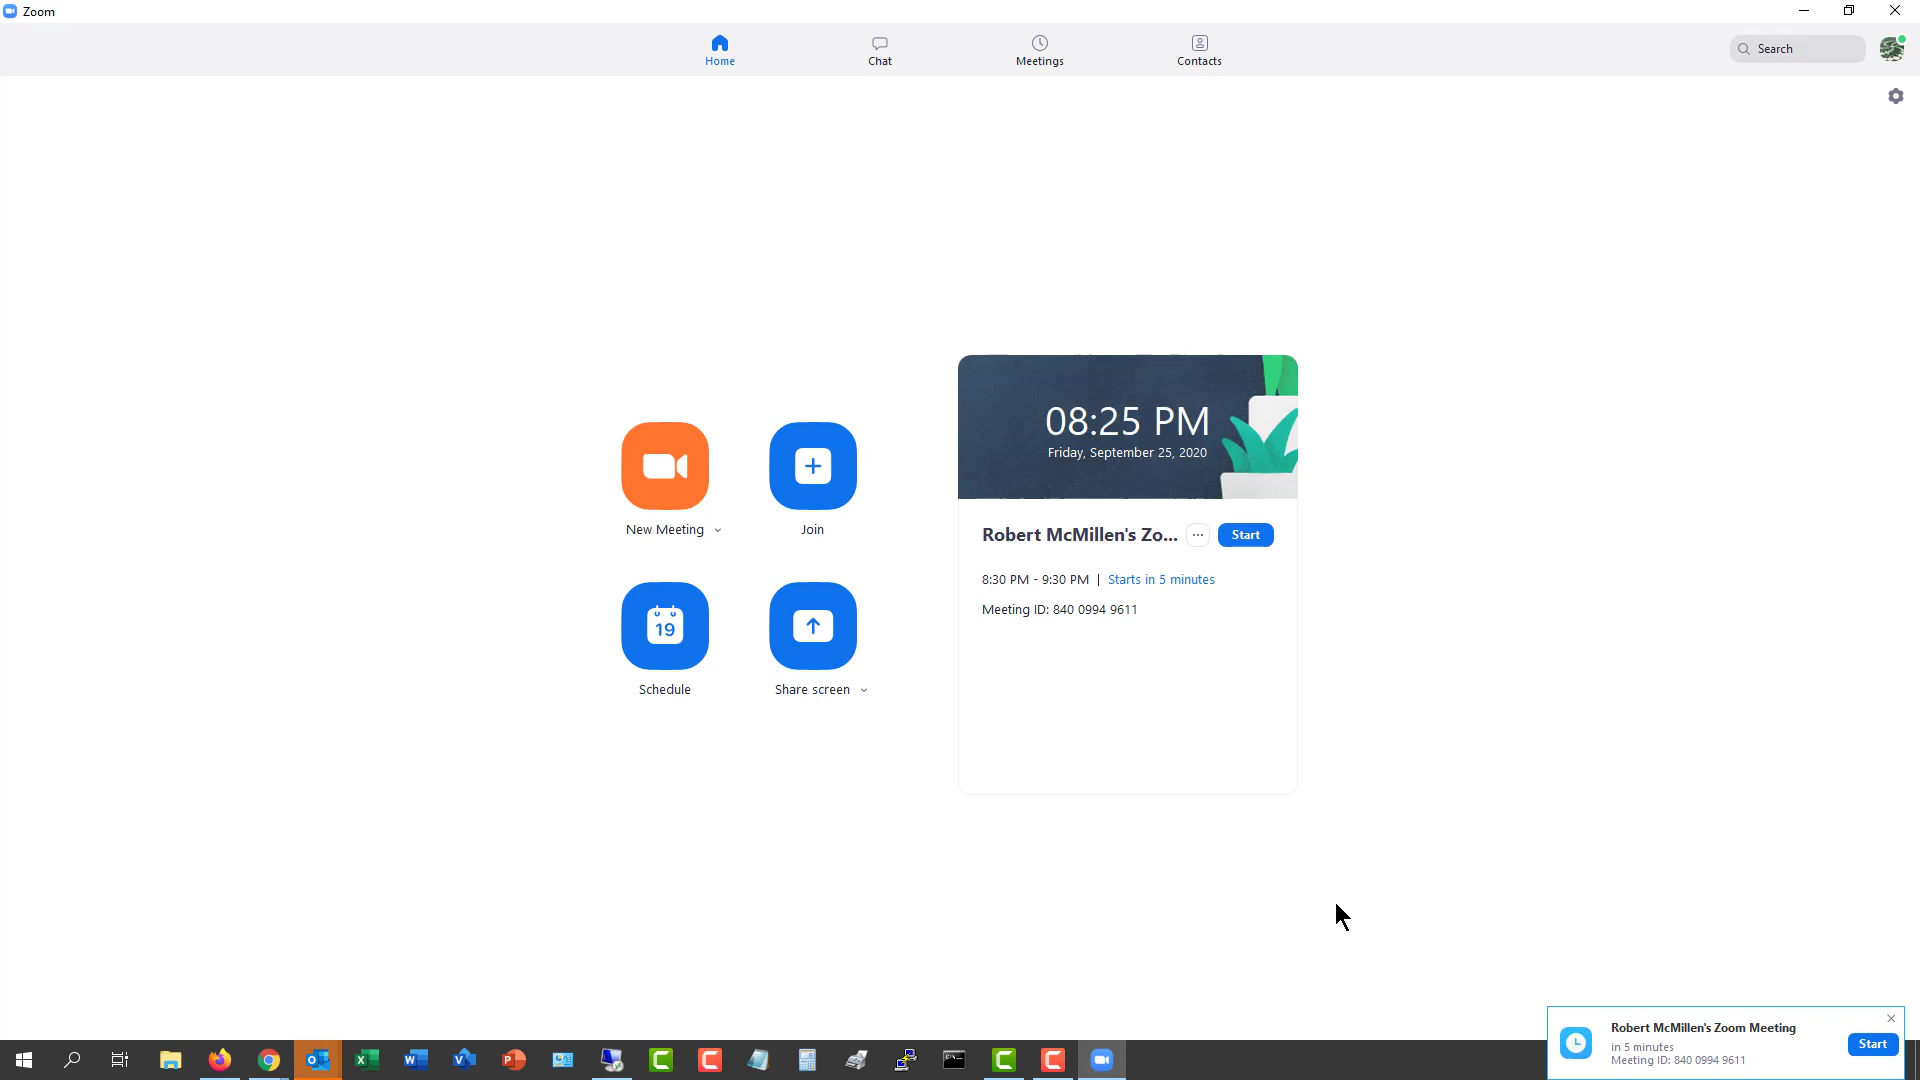 Zoom
Home
Chat
Meetings
Contacts
Search
08:25 PM
Friday, September 25, 2020
New Meeting
Join
Robert McMillen's Zo...
Start
8:30 PM - 9:30 PM | Starts in 5 minutes
Meeting ID: 840 0994 9611
19
Schedule
Share screen
Robert McMillen's Zoom Meeting
in 5 minutes
Meeting ID: 840 0994 9611
Start